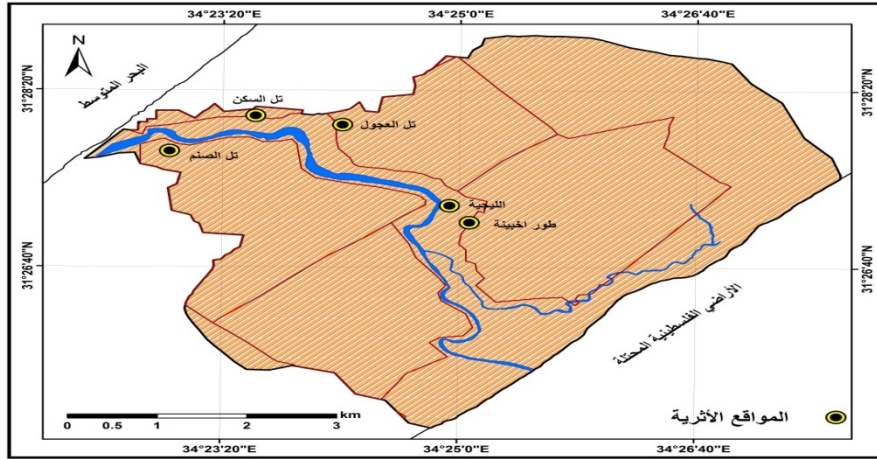 34°23'20"E 34°25'0"E 34°26'40"E
N
البحر المتوسط
31°28'20"N
31°28'20"N
تل السكن
تل العجول
تل الصنم
الليجية
طور اخبينة
31°26'40"N
31°26'40"N
الأراضي الفلسطينية المحتلة
المواقع الأثرية
km
0 0.5 1 2 3
34°23'20"E 34°25'0"E 34°26'40"E